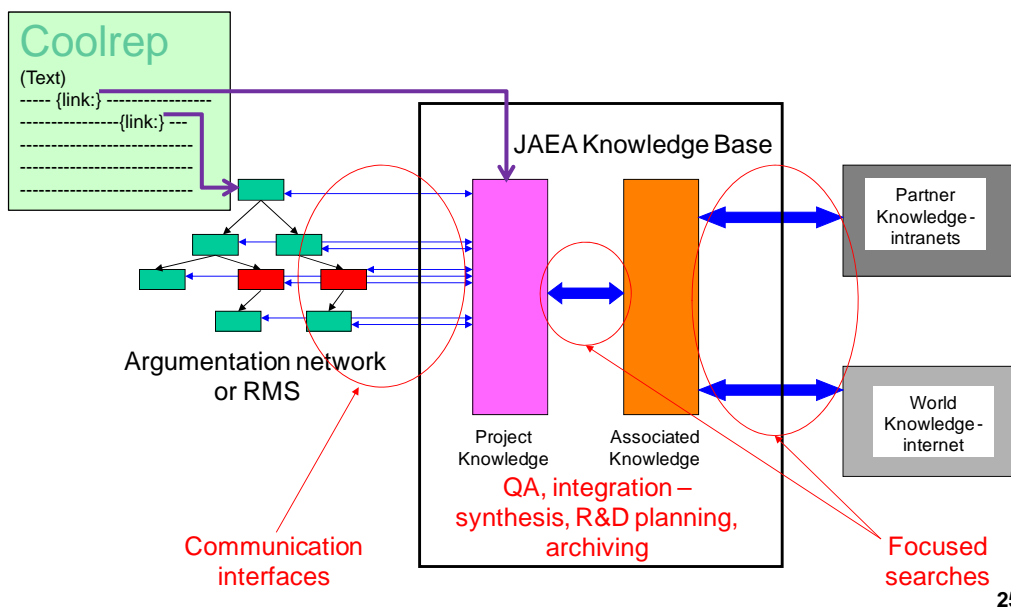 Coolrep
(Text)
----- {link:} ------------------
-----------------{link:} ---
------------------------------
------------------------------
------------------------------
JAEA Knowledge Base
Partner
Knowledge-
intranets
Argumentation network
or RMS
Project
Knowledge
Associated
Knowledge
World
Knowledge-
internet
QA, integration –
synthesis, R&D planning,
archiving
Communication
interfaces
Focused
searches
25